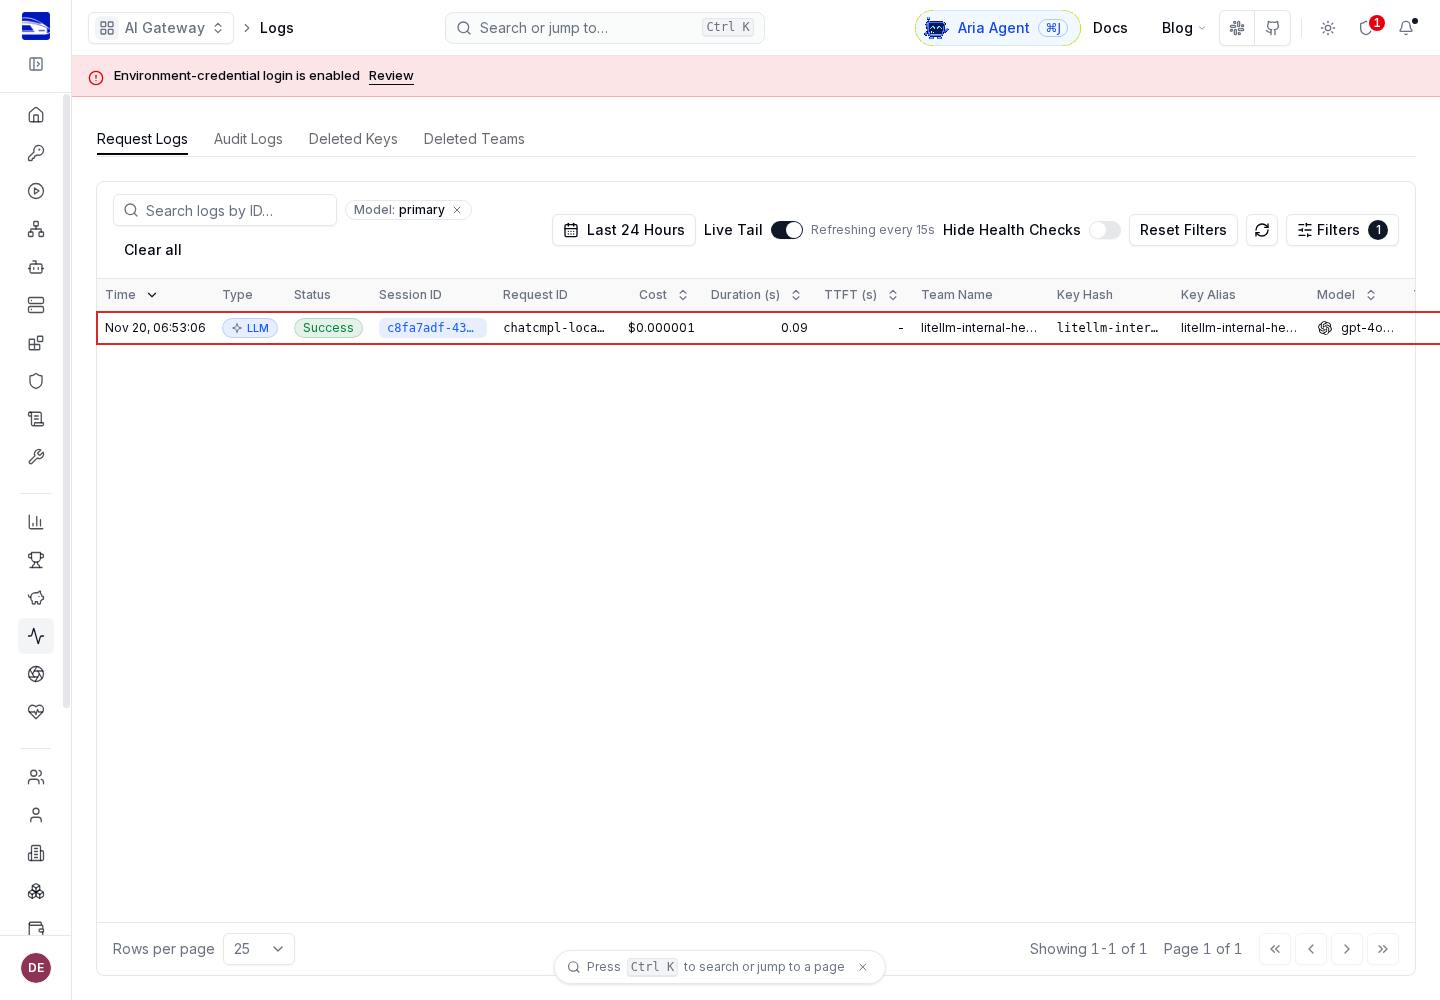 AI Gateway
Logs
Search or jump to...
Ctrl K
Aria Agent
⌘J
Docs
Blog
1
Environment-credential login is enabled Review
Request Logs
Audit Logs
Deleted Keys
Deleted Teams
Search logs by ID...
Model: primary
Clear all
Last 24 Hours
Live Tail
Refreshing every 15s
Hide Health Checks
Reset Filters
Filters 1
Time Type Status Session ID Request ID Cost Duration (s) TTFT (s) Team Name Key Hash Key Alias Model
Nov 20, 06:53:06 LLM Success c8fa7adf-43... chatcmpl-loca... $0.000001 0.09 - litellm-internal-he... litellm-inter... litellm-internal-he... gpt-4o...
Rows per page 25
Showing 1-1 of 1
Page 1 of 1
Press Ctrl K to search or jump to a page
DE